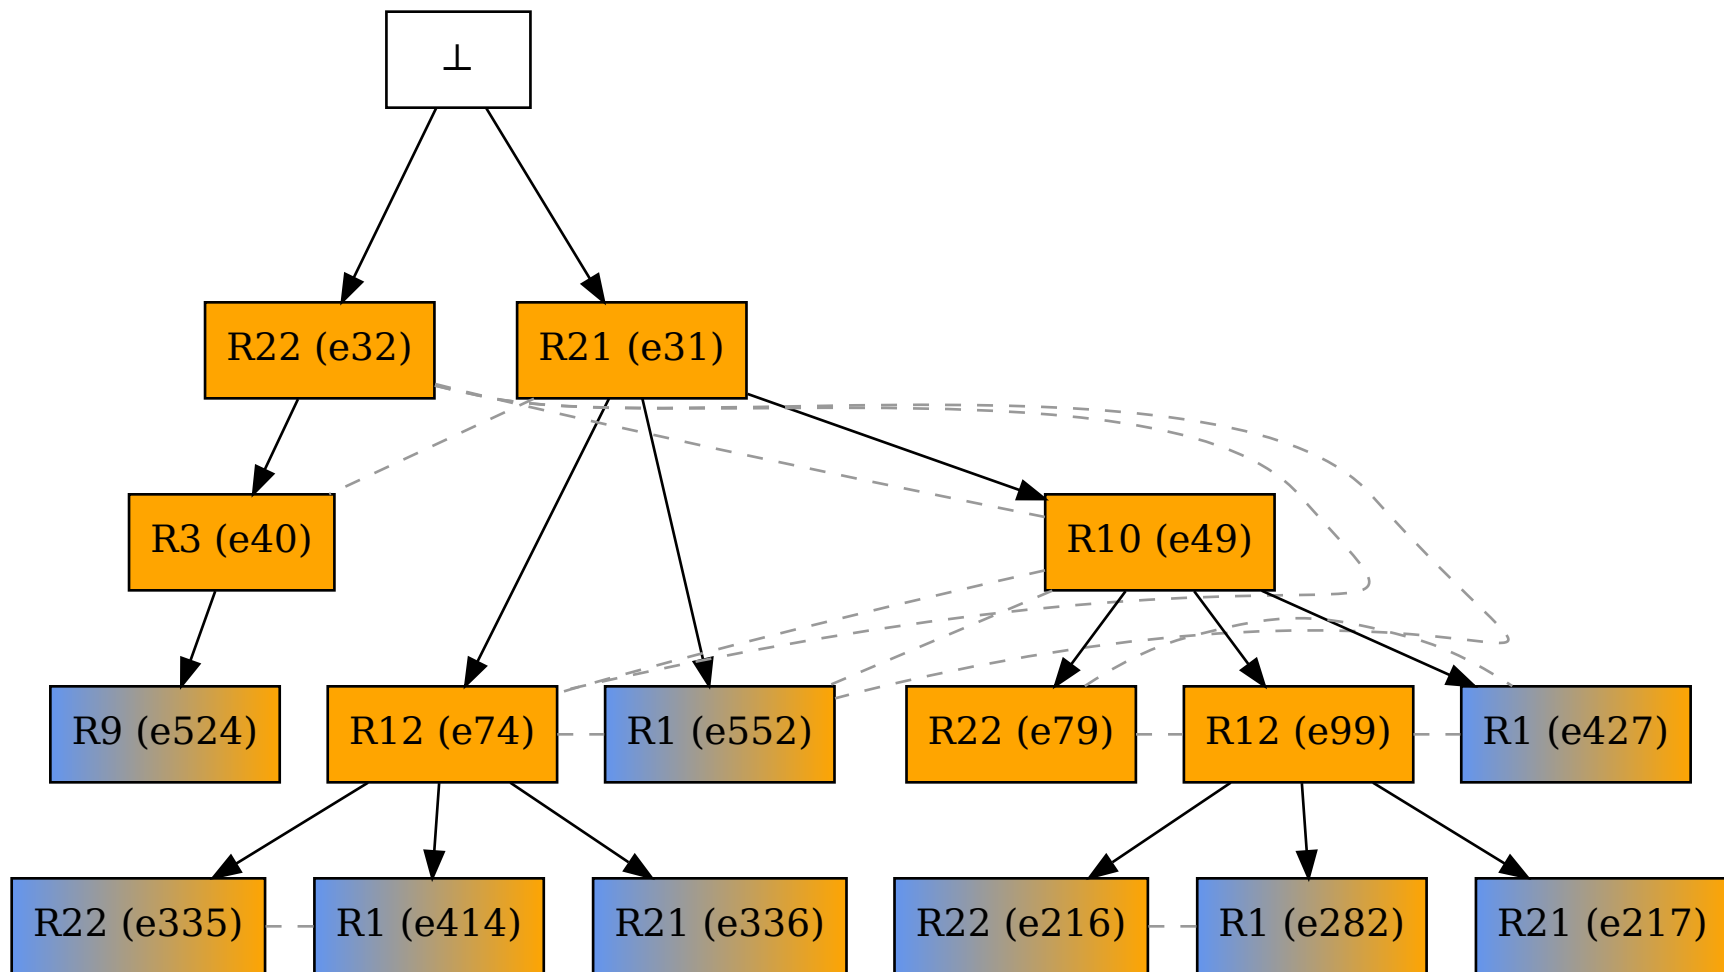 ⊥
R22 (e32)
R21 (e31)
R3 (e40)
R10 (e49)
R9 (e524)
R12 (e74)
R1 (e552)
R22 (e79)
R12 (e99)
R1 (e427)
R22 (e335)
R1 (e414)
R21 (e336)
R22 (e216)
R1 (e282)
R21 (e217)